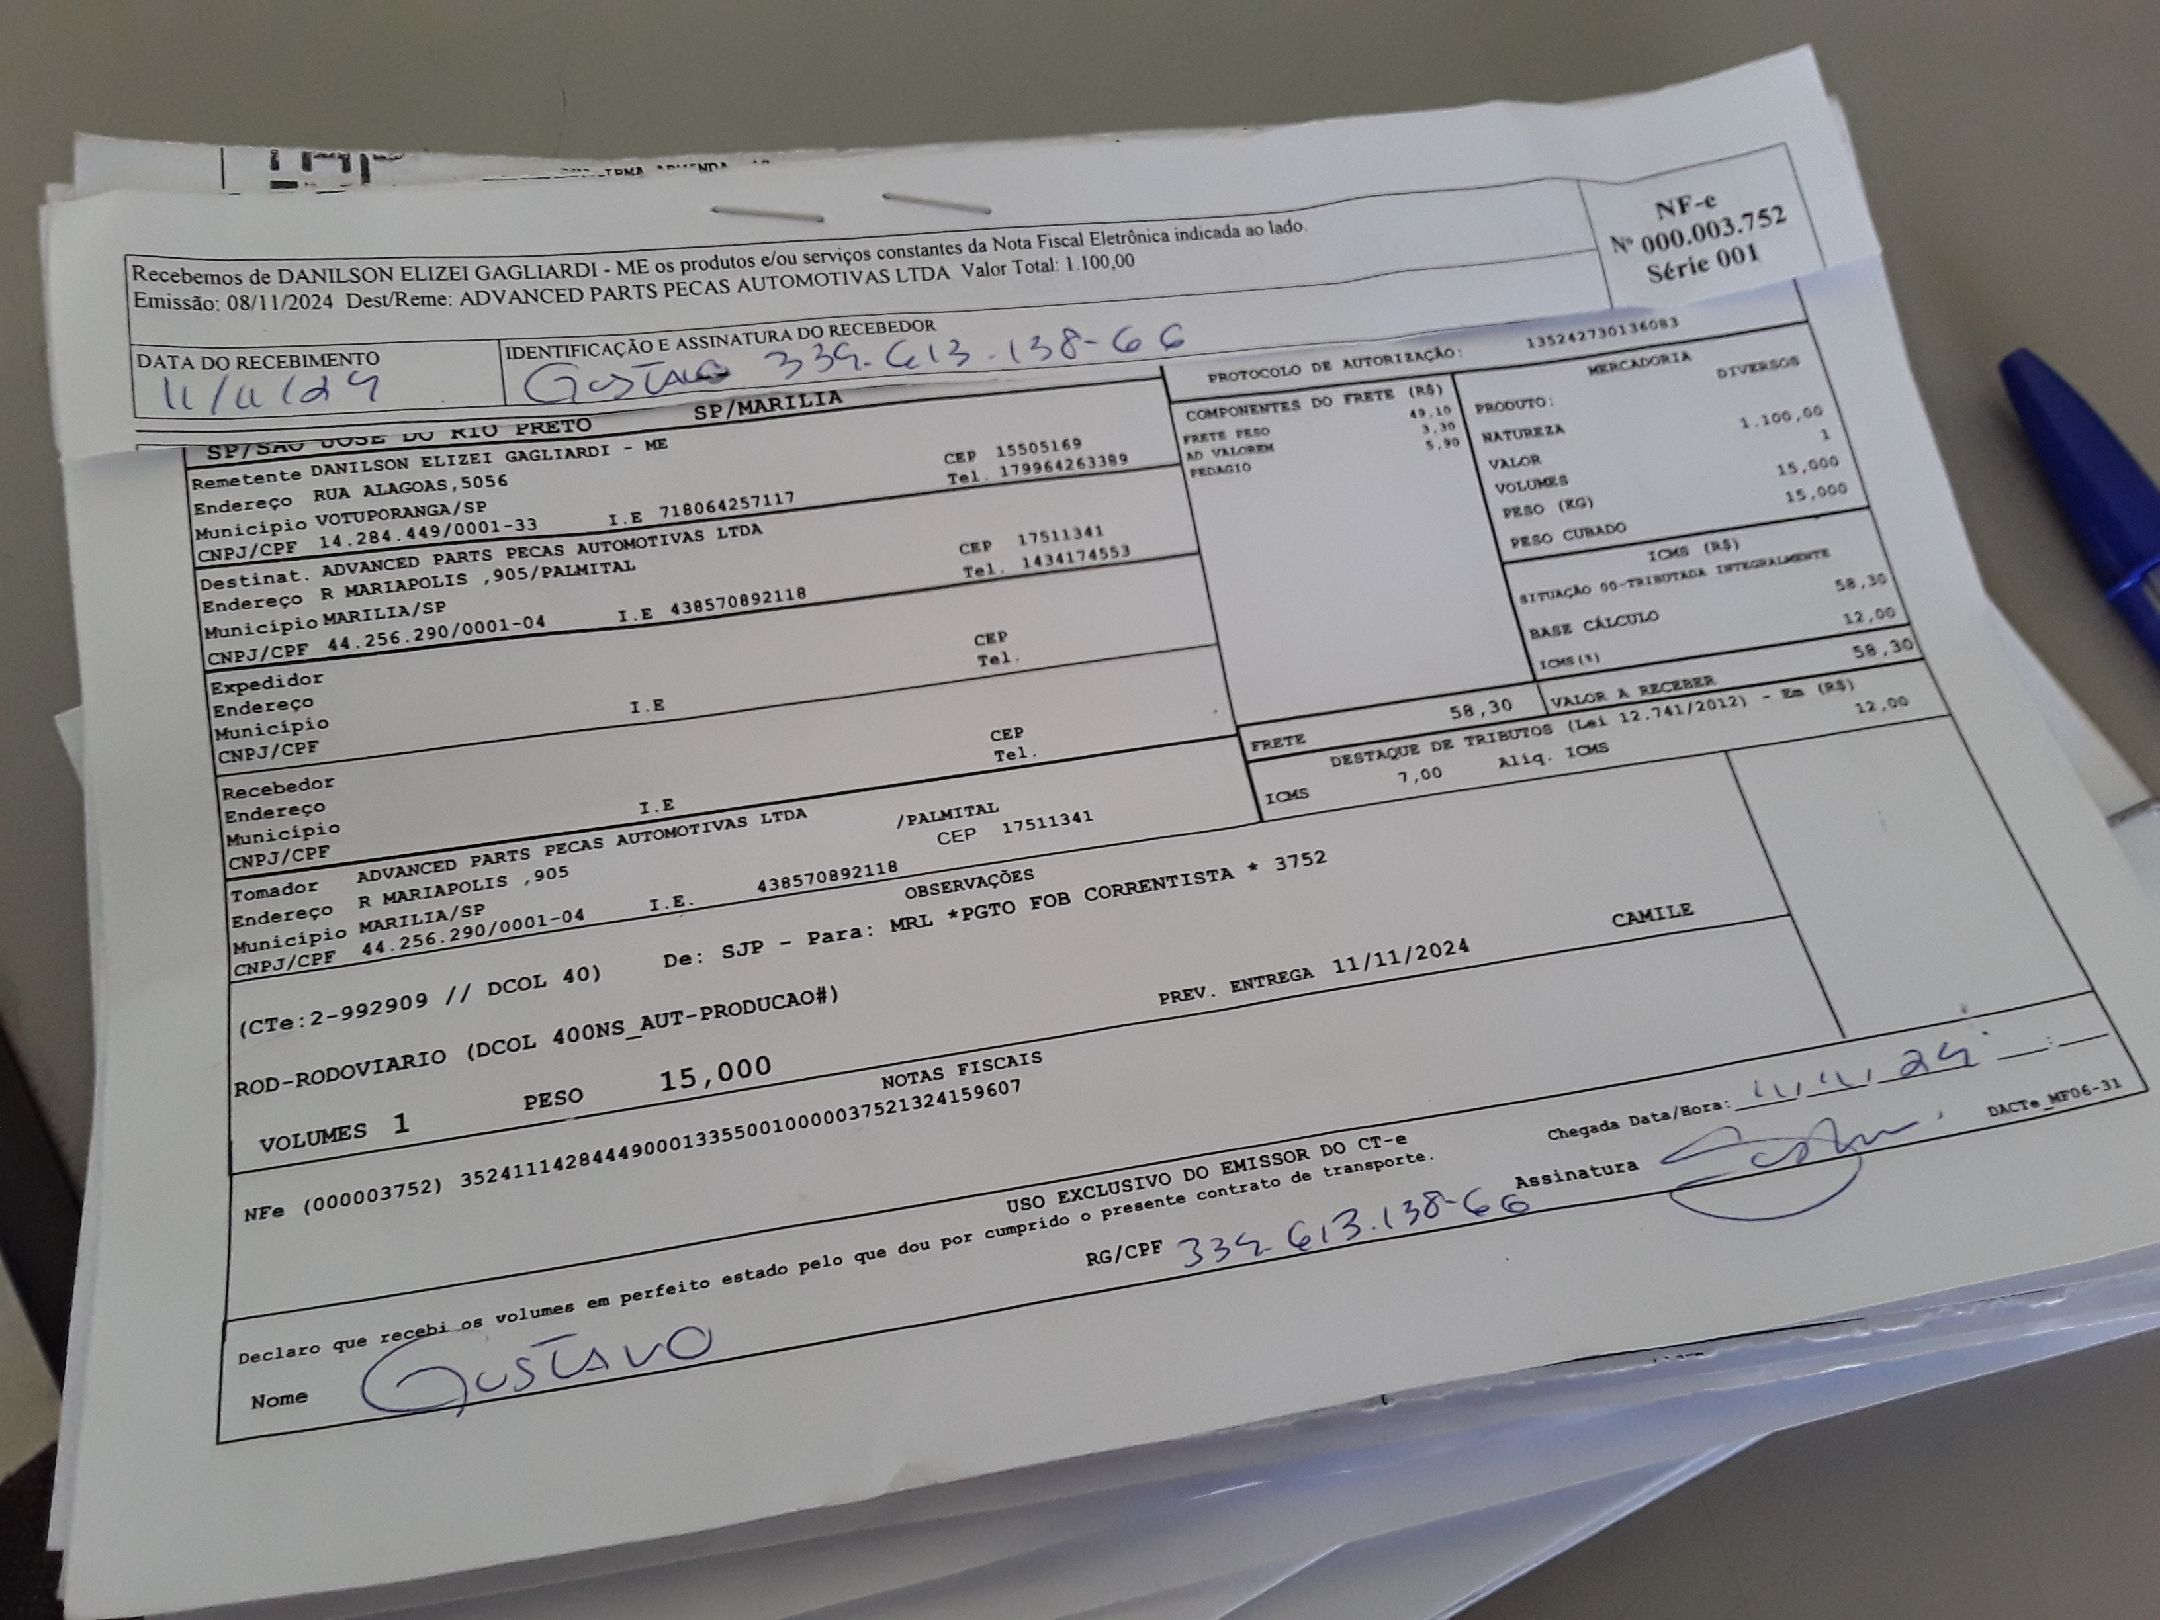 Recebemos de DANILSON ELIZEI GAGLIARDI - ME os produtos e/ou serviços constantes da Nota Fiscal Eletrônica indicada ao lado.
Emissão: 08/11/2024 Dest/Reme: ADVANCED PARTS PECAS AUTOMOTIVAS LTDA Valor Total: 1.100,00
NF-e
Nº 000.003.752
Série 001
DATA DO RECEBIMENTO
11/11/24
IDENTIFICAÇÃO E ASSINATURA DO RECEBEDOR
GUSTAVO 339.613.138-66
SP/SAO JOSE DO RIO PRETO SP/MARILIA
Remetente DANILSON ELIZEI GAGLIARDI - ME
Endereço RUA ALAGOAS,5056 CEP 15505169
Município VOTUPORANGA/SP Tel. 179964263389
CNPJ/CPF 14.284.449/0001-33 I.E 718064257117
Destinat. ADVANCED PARTS PECAS AUTOMOTIVAS LTDA
Endereço R MARIAPOLIS ,905/PALMITAL CEP 17511341
Município MARILIA/SP Tel. 1434174553
CNPJ/CPF 44.256.290/0001-04 I.E 438570892118
Expedidor
Endereço CEP
Município Tel.
CNPJ/CPF I.E
Recebedor
Endereço CEP
Município Tel.
CNPJ/CPF I.E
Tomador ADVANCED PARTS PECAS AUTOMOTIVAS LTDA
Endereço R MARIAPOLIS ,905 /PALMITAL
Município MARILIA/SP CEP 17511341
CNPJ/CPF 44.256.290/0001-04 I.E. 438570892118
PROTOCOLO DE AUTORIZAÇÃO: 135242730136083
COMPONENTES DO FRETE (R$)
FRETE PESO 49,10
AD VALOREM 3,30
PEDAGIO 5,90
FRETE 58,30
MERCADORIA
PRODUTO: DIVERSOS
NATUREZA
VALOR 1.100,00
VOLUMES 1
PESO (KG) 15,000
PESO CUBADO 15,000
ICMS (R$)
SITUAÇÃO 00-TRIBUTADA INTEGRALMENTE
BASE CÁLCULO 58,30
ICMS(%) 12,00
VALOR A RECEBER 58,30
DESTAQUE DE TRIBUTOS (Lei 12.741/2012) - Em (R$)
ICMS 7,00 Aliq. ICMS 12,00
OBSERVAÇÕES
(CTe:2-992909 // DCOL 40) De: SJP - Para: MRL *PGTO FOB CORRENTISTA * 3752
ROD-RODOVIARIO (DCOL 400NS_AUT-PRODUCAO#)
PREV. ENTREGA 11/11/2024 CAMILE
VOLUMES 1 PESO 15,000
NOTAS FISCAIS
NFe (000003752) 35241114284449000133550010000037521324159607
USO EXCLUSIVO DO EMISSOR DO CT-e
Declaro que recebi os volumes em perfeito estado pelo que dou por cumprido o presente contrato de transporte.
Chegada Data/Hora: 11/11/24 __:__
Nome GUSTAVO
RG/CPF 339.613.138-66
Assinatura
DACTe_MF06-31